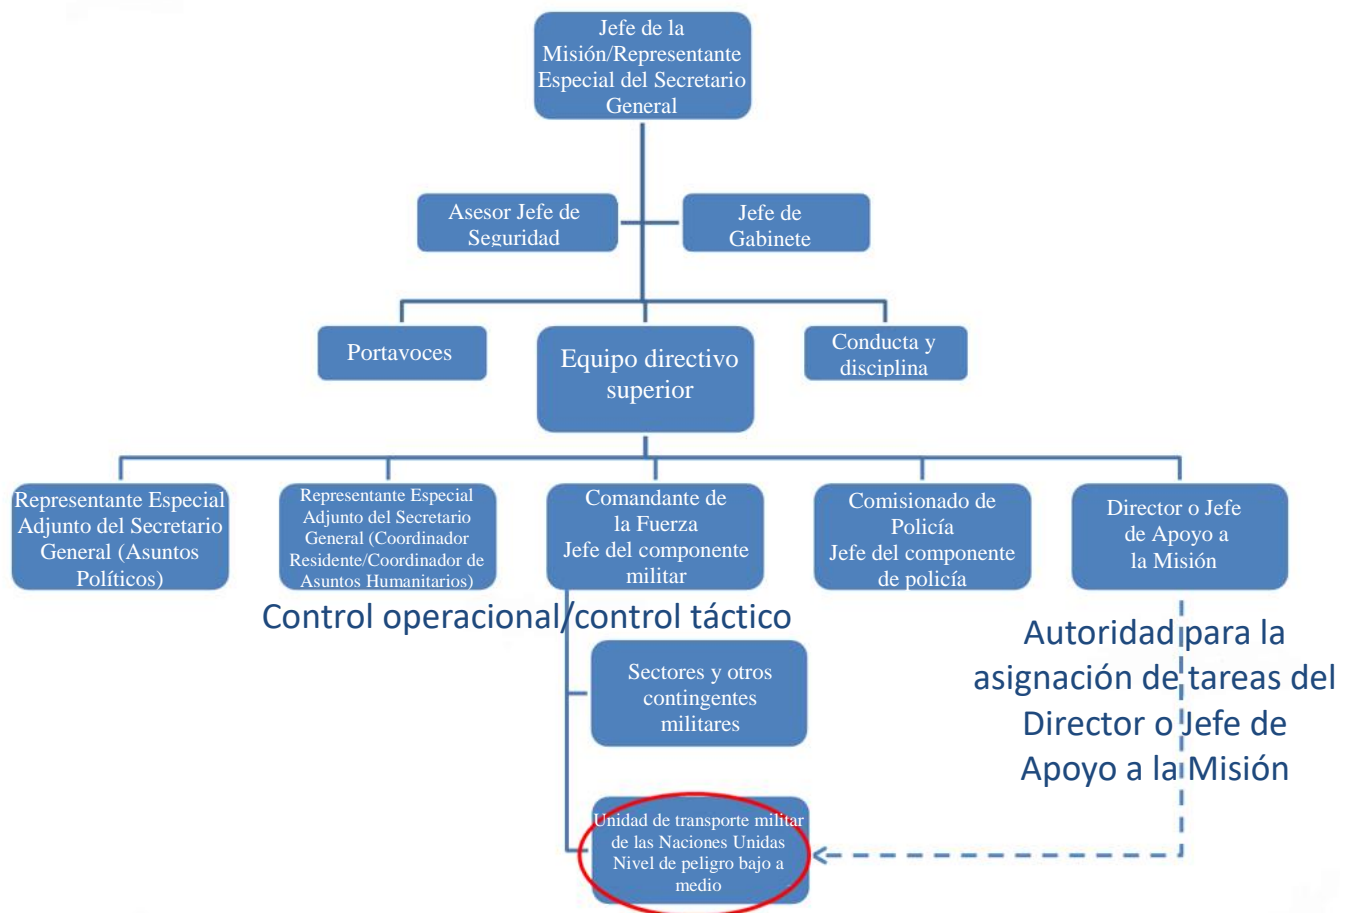 Jefe de la
Misión/Representante
Especial del Secretario
General
Asesor Jefe de
Seguridad
Jefe de
Gabinete
Portavoces
Equipo directivo
superior
Conducta y
disciplina
Representante Especial
Adjunto del Secretario
General (Asuntos
Políticos)
Representante Especial
Adjunto del Secretario
General (Coordinador
Residente/Coordinador de
Asuntos Humanitarios)
Comandante de
la Fuerza
Jefe del componente
militar
Comisionado de
Policía
Jefe del componente
de policía
Director o Jefe
de Apoyo a
la Misión
Control operacional/control táctico
Sectores y otros
contingentes
militares
Autoridad para la
asignación de tareas del
Director o Jefe de
Apoyo a la Misión
Unidad de transporte militar
de las Naciones Unidas
Nivel de peligro bajo a
medio